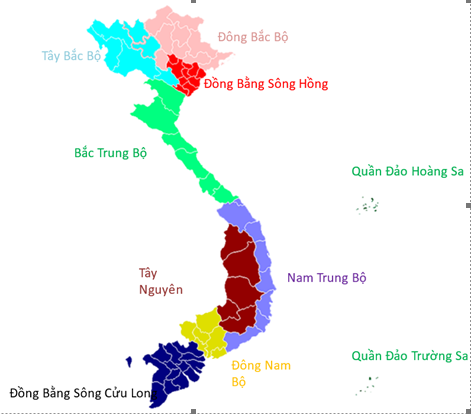 Đông Bắc Bộ
Tây Bắc Bộ
Đồng Bằng Sông Hồng
Bắc Trung Bộ
Quần Đảo Hoàng Sa
Tây
Nguyên
Nam Trung Bộ
Quần Đảo Trường Sa
Đông Nam
Bộ
Đồng Bằng Sông Cửu Long